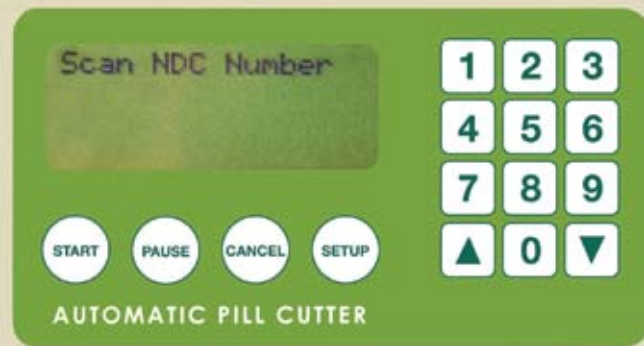 Scan NDC Number
1 2 3
4 5 6
7 8 9
▲ 0 ▼
START PAUSE CANCEL SETUP
AUTOMATIC PILL CUTTER